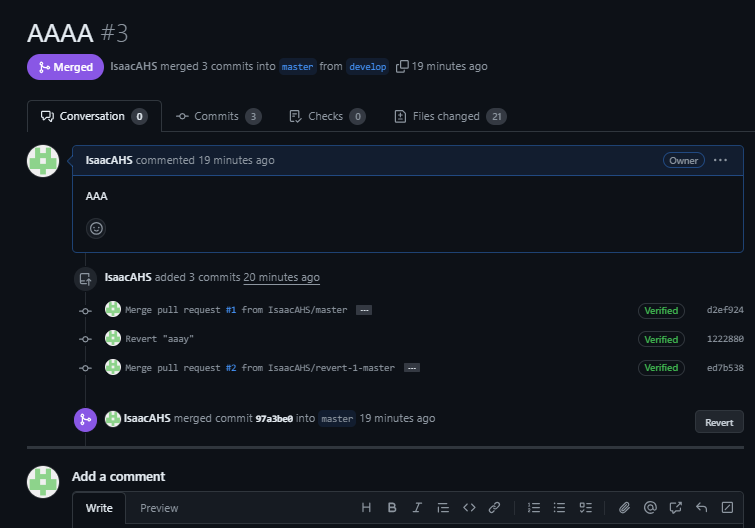 AAAA #3
Merged IsaacAHS merged 3 commits into master from develop 19 minutes ago
Conversation 0 Commits 3 Checks 0 Files changed 21
IsaacAHS commented 19 minutes ago Owner ...
AAA
IsaacAHS added 3 commits 20 minutes ago
Merge pull request #1 from IsaacAHS/master ... Verified d2ef924
Revert "aaay" Verified 1222880
Merge pull request #2 from IsaacAHS/revert-1-master ... Verified ed7b538
IsaacAHS merged commit 97a3be0 into master 19 minutes ago Revert
Add a comment
Write Preview H B I